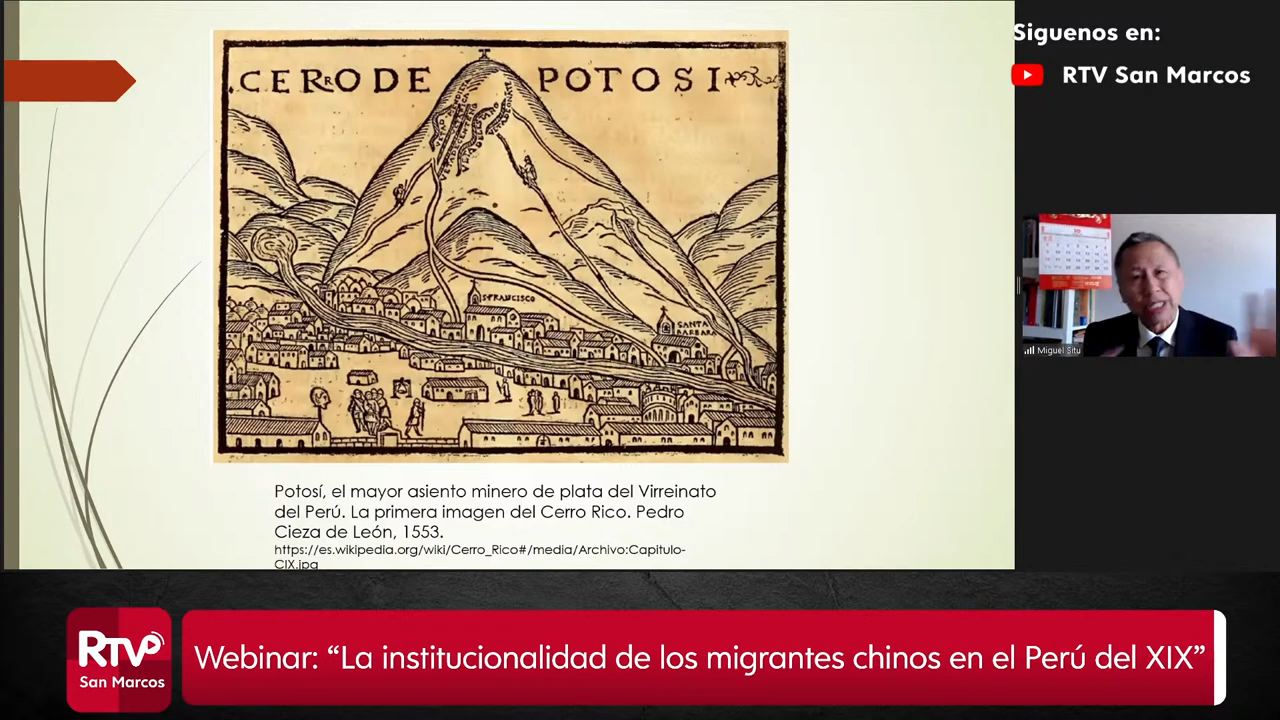 CERRO DE POTOSI
S·FRANCISCO
SANTA
BARBARA
Potosí, el mayor asiento minero de plata del Virreinato
del Perú. La primera imagen del Cerro Rico. Pedro
Cieza de León, 1553.
https://es.wikipedia.org/wiki/Cerro_Rico#/media/Archivo:Capitulo-
CIX.jpg
Siguenos en:
RTV San Marcos
Miguel Situ
RTV
San Marcos
Webinar: “La institucionalidad de los migrantes chinos en el Perú del XIX”